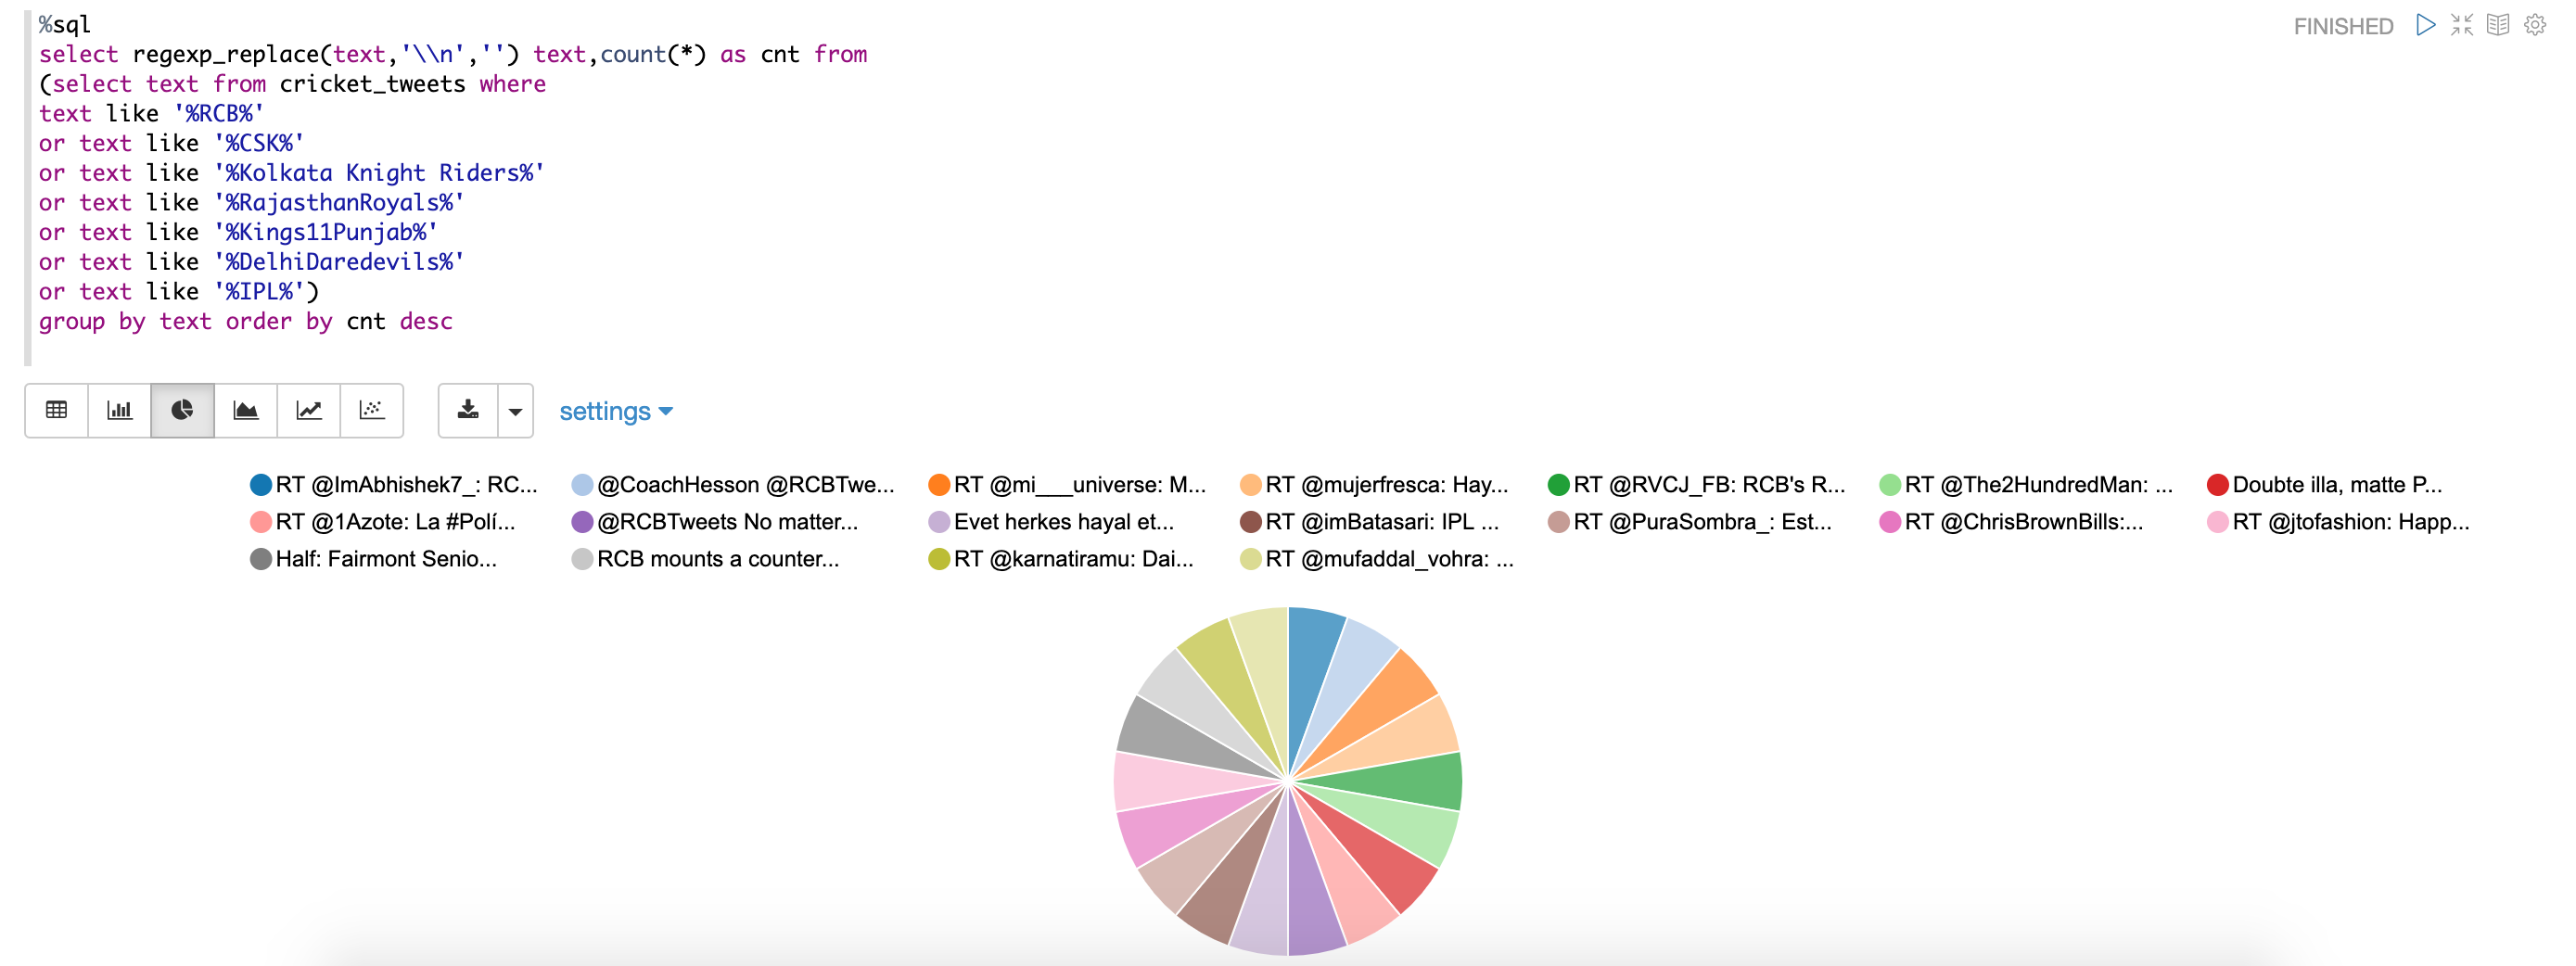 %sql
select regexp_replace(text,'\\n','') text,count(*) as cnt from
(select text from cricket_tweets where
text like '%RCB%'
or text like '%CSK%'
or text like '%Kolkata Knight Riders%'
or text like '%RajasthanRoyals%'
or text like '%Kings11Punjab%'
or text like '%DelhiDaredevils%'
or text like '%IPL%')
group by text order by cnt desc
FINISHED
settings
RT @ImAbhishek7_: RC... @CoachHesson @RCBTwe... RT @mi___universe: M... RT @mujerfresca: Hay... RT @RVCJ_FB: RCB's R... RT @The2HundredMan: ... Doubte illa, matte P...
RT @1Azote: La #Polí... @RCBTweets No matter... Evet herkes hayal et... RT @imBatasari: IPL ... RT @PuraSombra_: Est... RT @ChrisBrownBills:... RT @jtofashion: Happ...
Half: Fairmont Senio... RCB mounts a counter... RT @karnatiramu: Dai... RT @mufaddal_vohra: ...